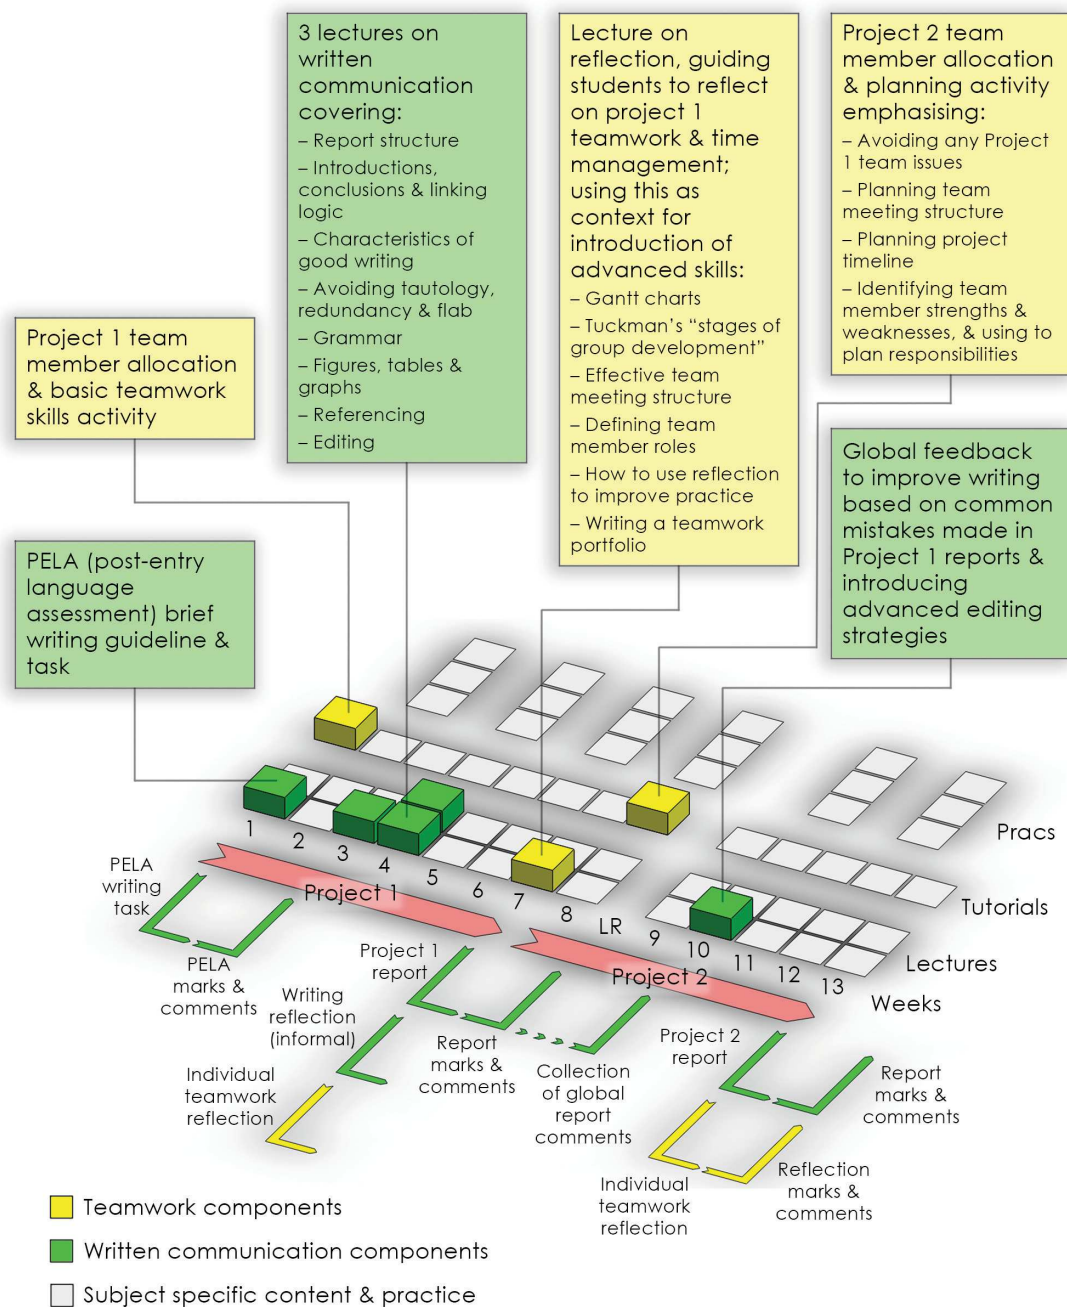 3 lectures on
written
communication
covering:
– Report structure
– Introductions,
conclusions & linking
logic
– Characteristics of
good writing
– Avoiding tautology,
redundancy & flab
– Grammar
– Figures, tables &
graphs
– Referencing
– Editing
Lecture on
reflection, guiding
students to reflect
on project 1
teamwork & time
management;
using this as
context for
introduction of
advanced skills:
– Gantt charts
– Tuckman's “stages of
group development”
– Effective team
meeting structure
– Defining team
member roles
– How to use reflection
to improve practice
– Writing a teamwork
portfolio
Project 2 team
member allocation
& planning activity
emphasising:
– Avoiding any Project
1 team issues
– Planning team
meeting structure
– Planning project
timeline
– Identifying team
member strengths &
weaknesses, & using to
plan responsibilities
Project 1 team
member allocation
& basic teamwork
skills activity
Global feedback
to improve writing
based on common
mistakes made in
Project 1 reports &
introducing
advanced editing
strategies
PELA (post-entry
language
assessment) brief
writing guideline &
task
Pracs
Tutorials
Lectures
Weeks
1
2
3
4
5
6
7
8
LR
9
10
11
12
13
Project 1
Project 2
PELA
writing
task
PELA
marks &
comments
Project 1
report
Writing
reflection
(informal)
Individual
teamwork
reflection
Report
marks &
comments
Collection
of global
report
comments
Project 2
report
Report
marks &
comments
Individual
teamwork
reflection
Reflection
marks &
comments
Teamwork components
Written communication components
Subject specific content & practice